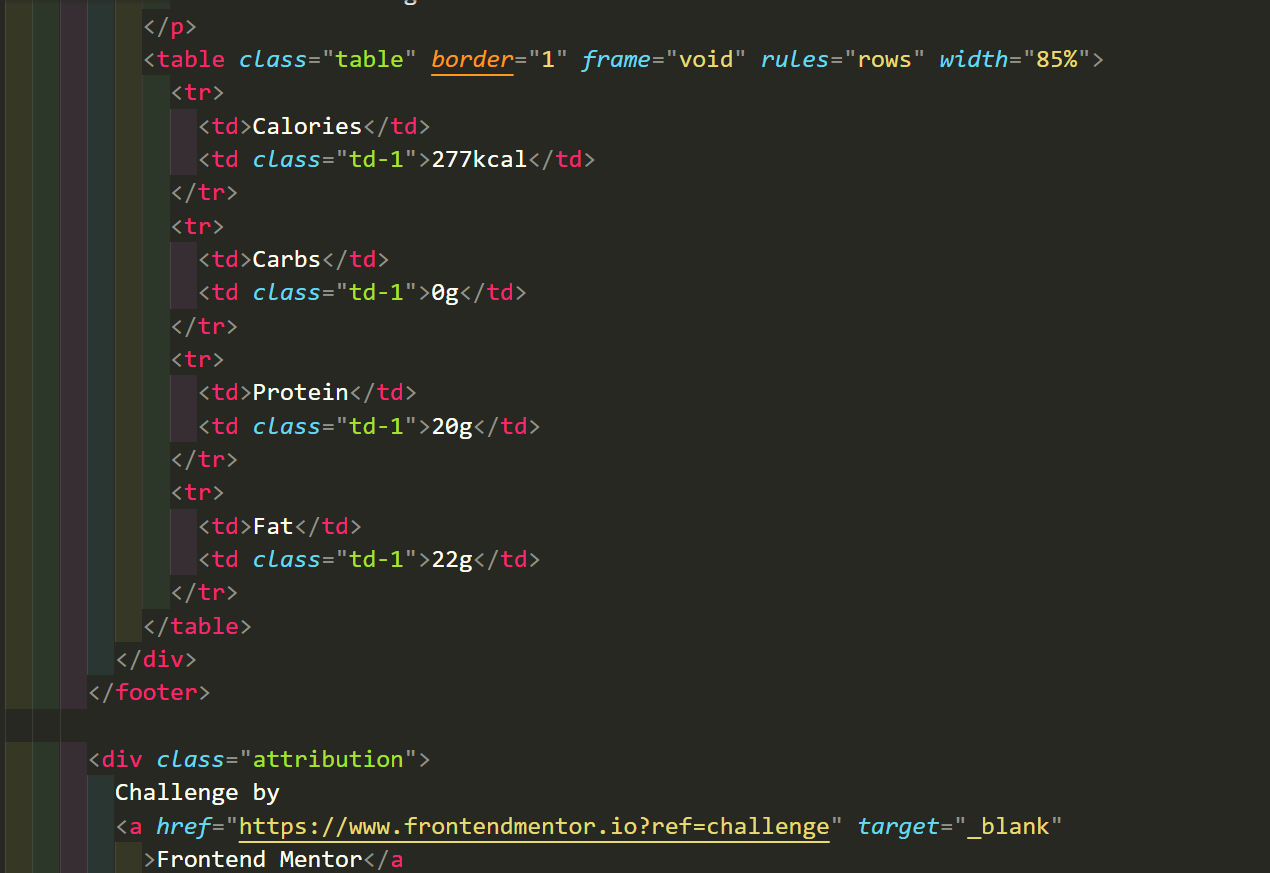 </p>
<table class="table" border="1" frame="void" rules="rows" width="85%">
<tr>
<td>Calories</td>
<td class="td-1">277kcal</td>
</tr>
<tr>
<td>Carbs</td>
<td class="td-1">0g</td>
</tr>
<tr>
<td>Protein</td>
<td class="td-1">20g</td>
</tr>
<tr>
<td>Fat</td>
<td class="td-1">22g</td>
</tr>
</table>
</div>
</footer>
<div class="attribution">
Challenge by
<a href="https://www.frontendmentor.io?ref=challenge" target="_blank"
>Frontend Mentor</a